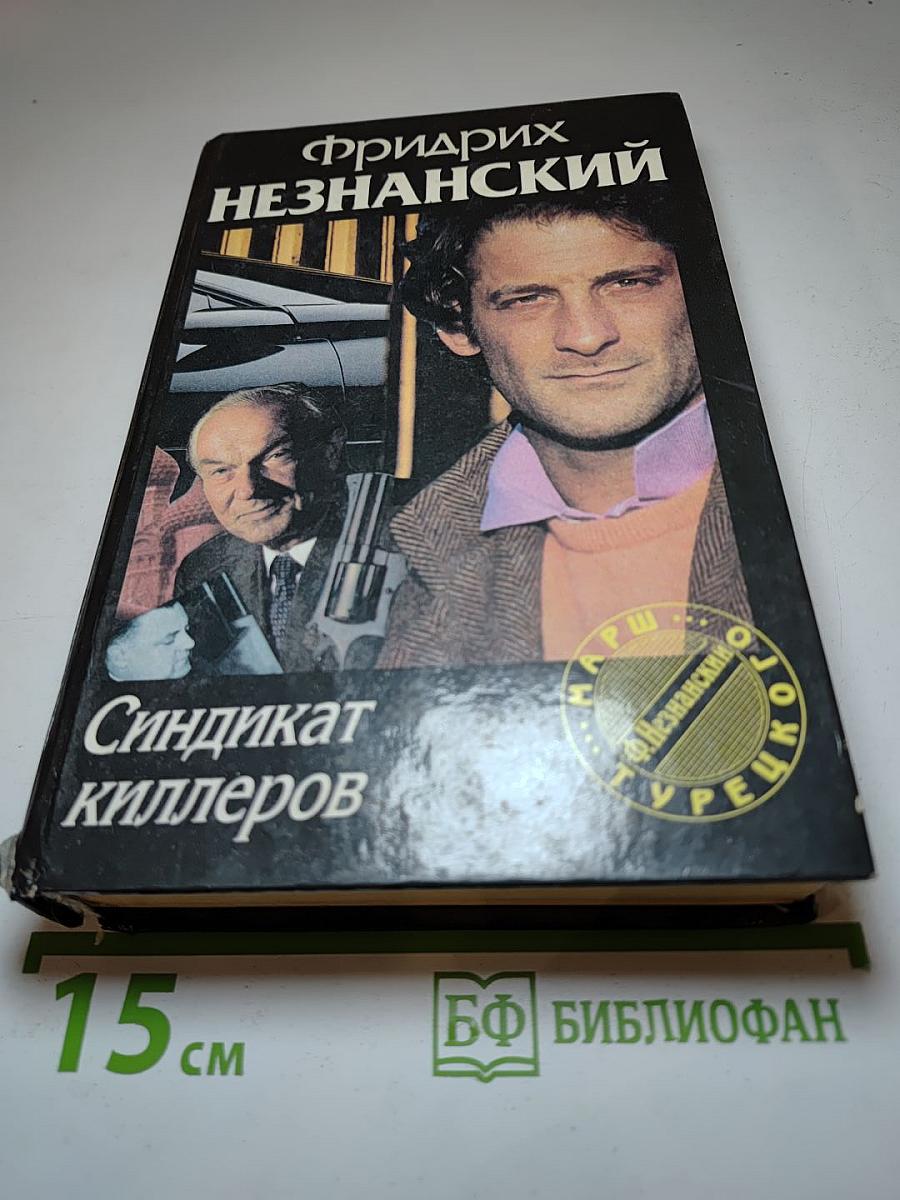 Фридрих
НЕЗНАНСКИЙ
Синдикат
киллеров
МАРШ ... ТУРЕЦКОГО ...
Ф.Незнанский
15 см
БФ БИБЛИОФАН